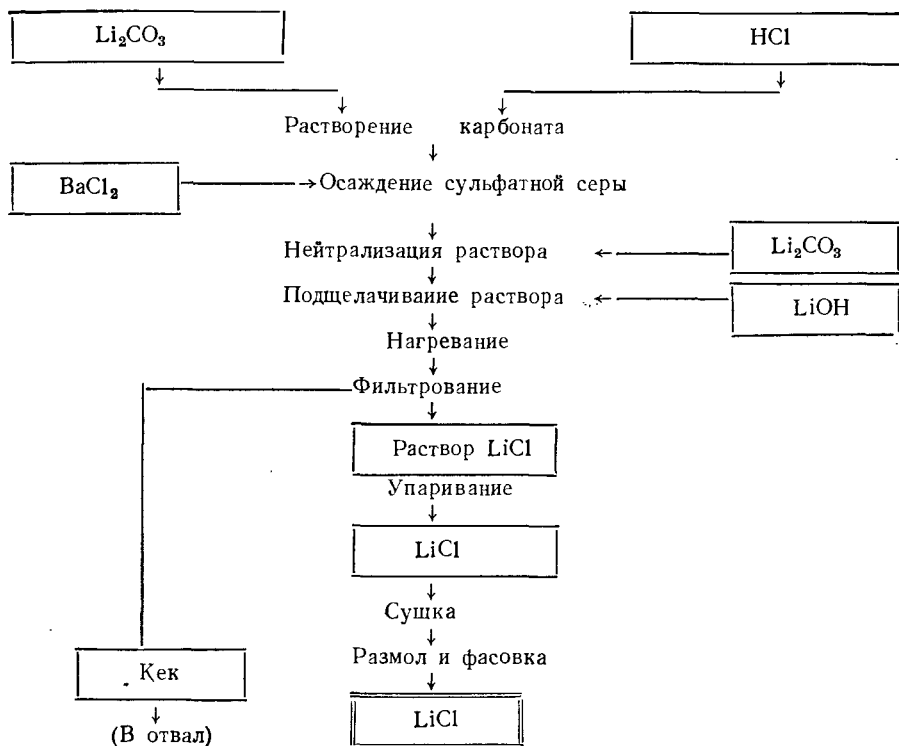 Li₂CO₃ HCl
Растворение карбоната
BaCl₂ Осаждение сульфатной серы
Нейтрализация раствора Li₂CO₃
Подщелачивание раствора LiOH
Нагревание
Фильтрование
Раствор LiCl
Упаривание
LiCl
Сушка
Размол и фасовка
Кек
LiCl
(В отвал)